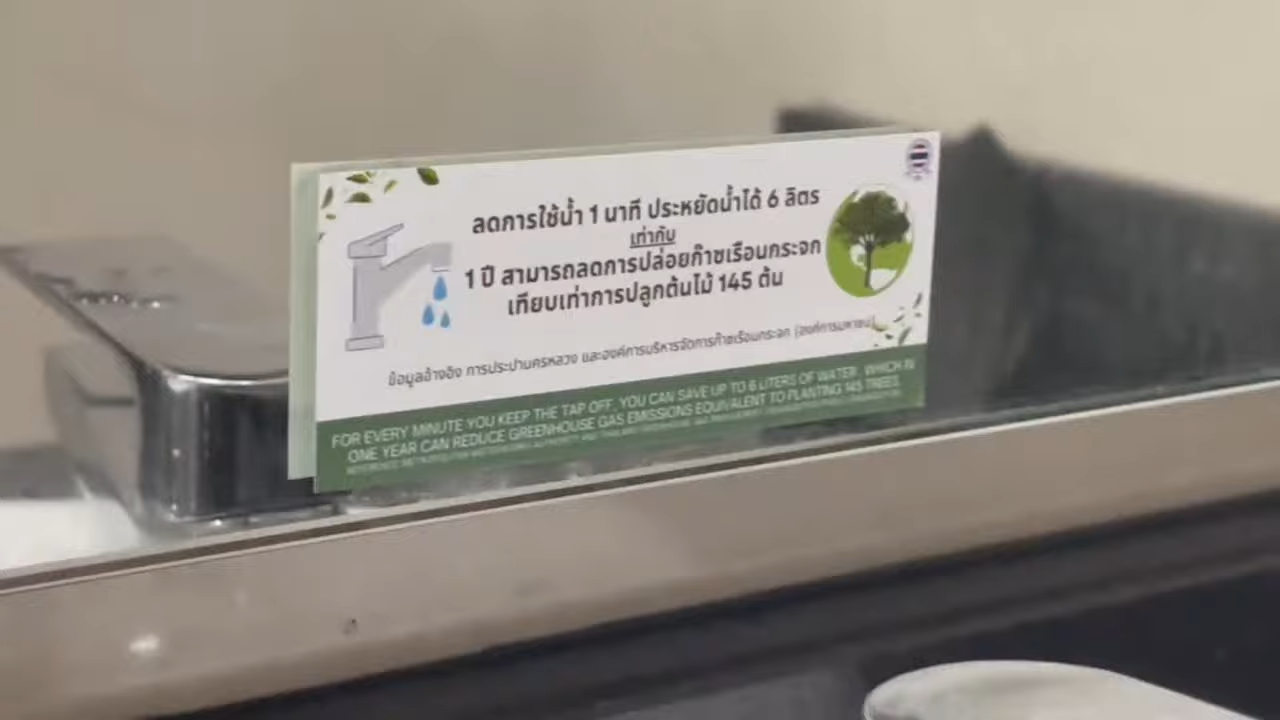 ลดการใช้น้ำ 1 นาที ประหยัดน้ำได้ 6 ลิตร
เท่ากับ
1 ปี สามารถลดการปล่อยก๊าซเรือนกระจก
เทียบเท่าการปลูกต้นไม้ 145 ต้น
ข้อมูลอ้างอิง การประปานครหลวง และองค์การบริหารจัดการก๊าซเรือนกระจก (องค์การมหาชน)
FOR EVERY MINUTE YOU KEEP THE TAP OFF, YOU CAN SAVE UP TO 6 LITERS OF WATER, WHICH IN
ONE YEAR CAN REDUCE GREENHOUSE GAS EMISSIONS EQUIVALENT TO PLANTING 145 TREES.